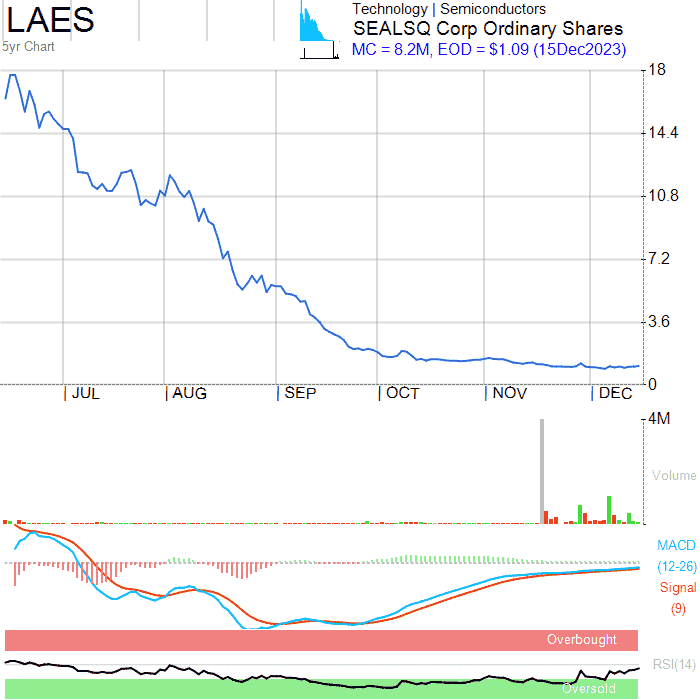 LAES
Technology | Semiconductors
SEALSQ Corp Ordinary Shares
5yr Chart
MC = 8.2M, EOD = $1.09 (15Dec2023)
18
14.4
10.8
7.2
3.6
0
JUL
AUG
SEP
OCT
NOV
DEC
4M
Volume
MACD
(12-26)
Signal
(9)
Overbought
RSI(14)
Oversold